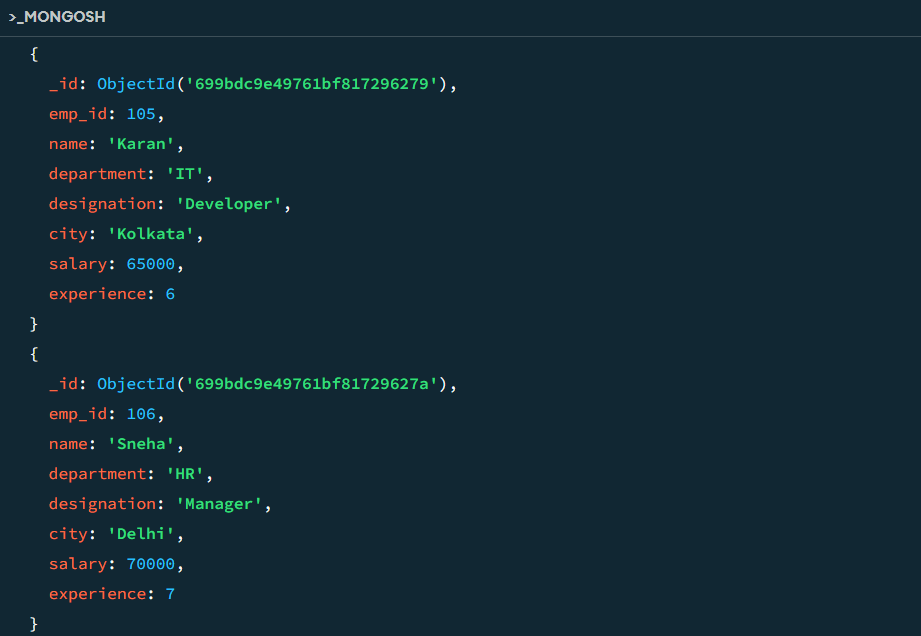 >_MONGOSH
{
_id: ObjectId('699bdc9e49761bf817296279'),
emp_id: 105,
name: 'Karan',
department: 'IT',
designation: 'Developer',
city: 'Kolkata',
salary: 65000,
experience: 6
}
{
_id: ObjectId('699bdc9e49761bf81729627a'),
emp_id: 106,
name: 'Sneha',
department: 'HR',
designation: 'Manager',
city: 'Delhi',
salary: 70000,
experience: 7
}